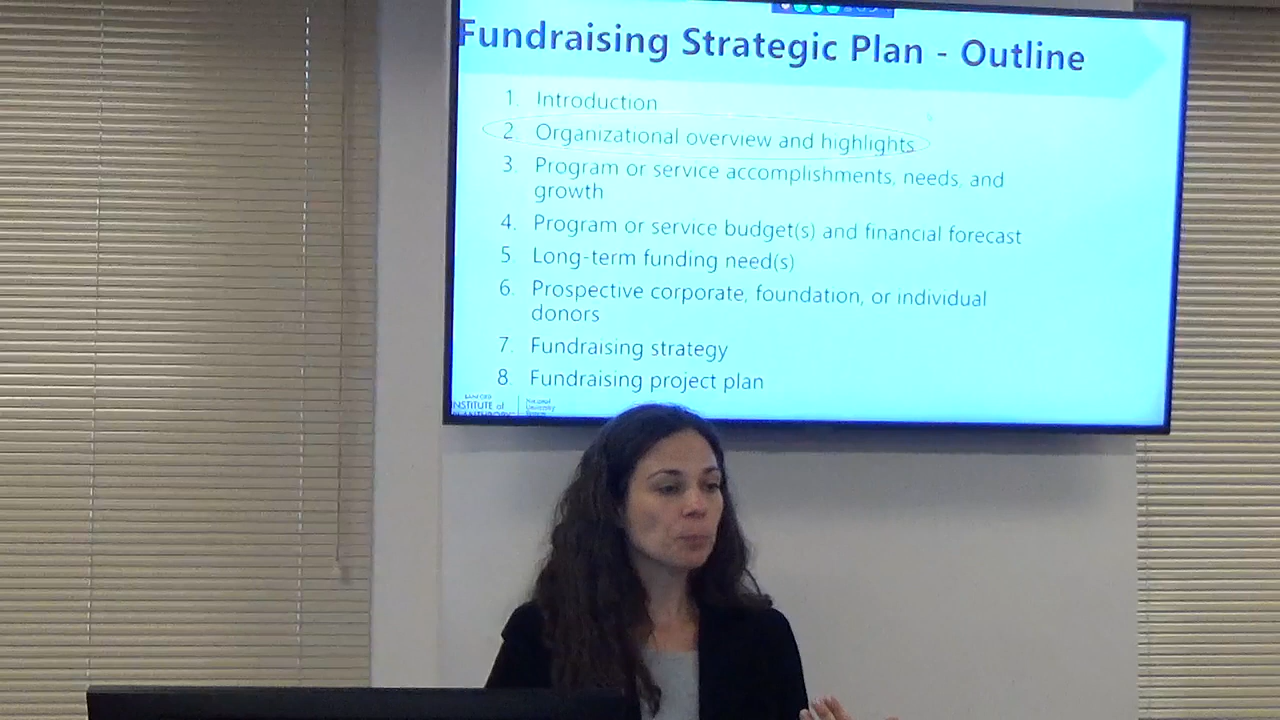 Fundraising Strategic Plan - Outline
1. Introduction
2 Organizational overview and highlights
3. Program or service accomplishments, needs, and
growth
4. Program or service budget(s) and financial forecast
5. Long-term funding need(s)
6. Prospective corporate, foundation, or individual
donors
7. Fundraising strategy
8 Fundraising project plan
INSTITUTE of